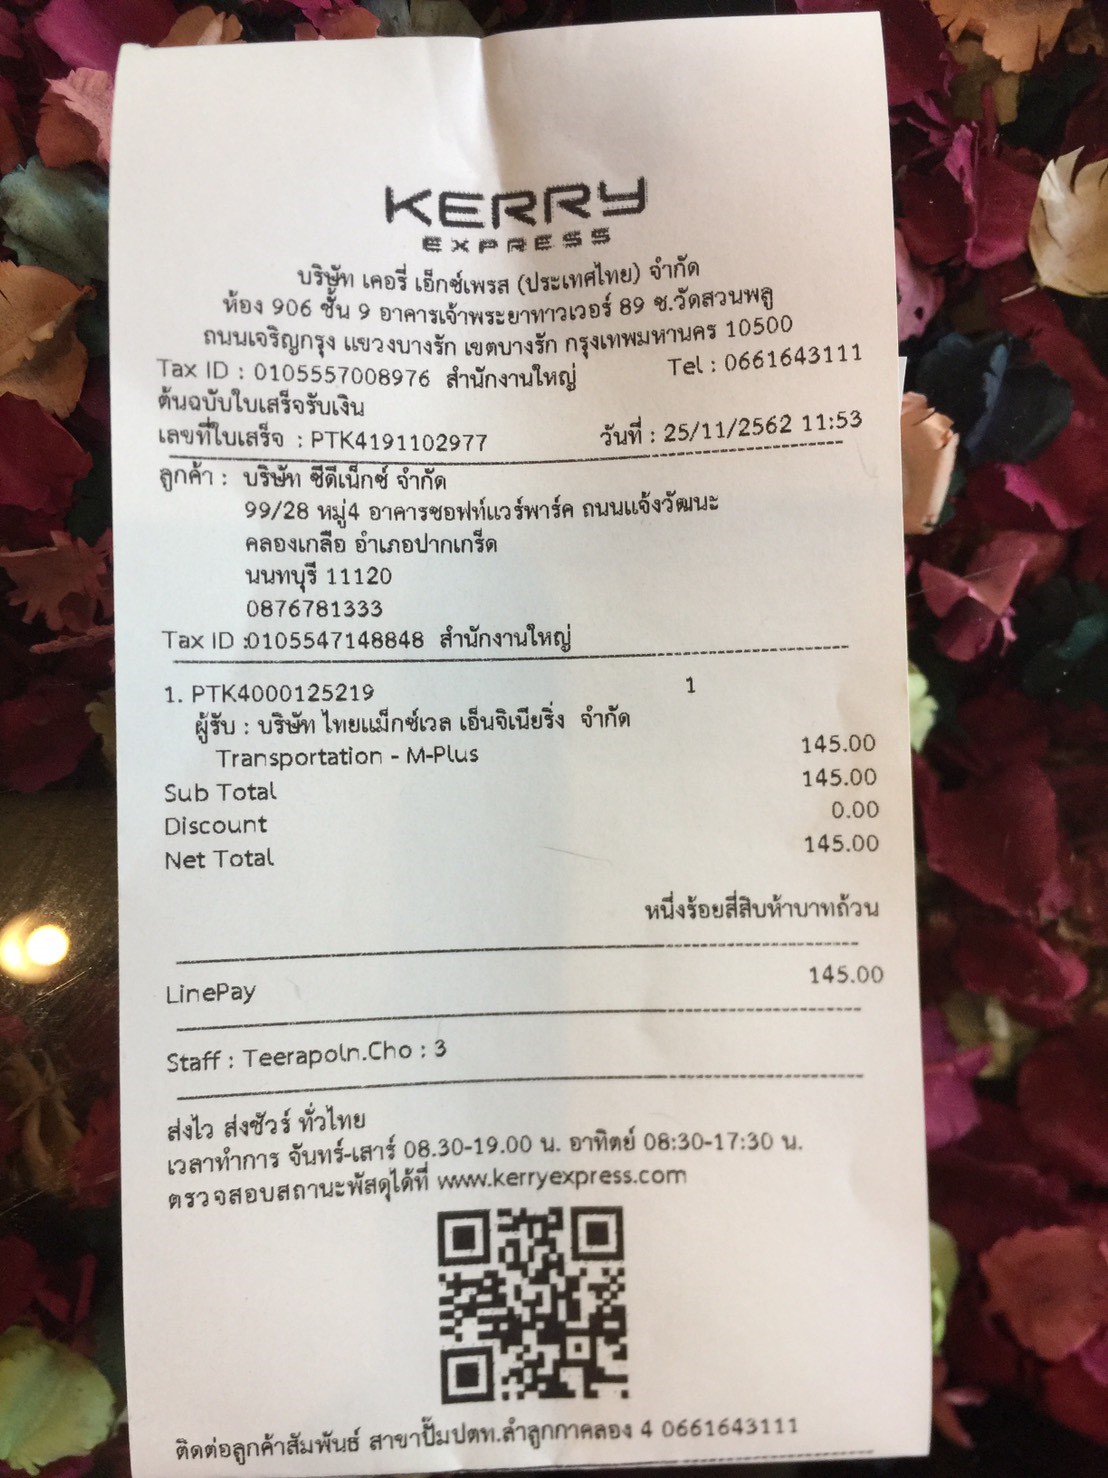 KERRY
EXPRESS
บริษัท เคอรี่ เอ็กซ์เพรส (ประเทศไทย) จำกัด
ห้อง 906 ชั้น 9 อาคารเจ้าพระยาทาวเวอร์ 89 ซ.วัดสวนพลู
ถนนเจริญกรุง แขวงบางรัก เขตบางรัก กรุงเทพมหานคร 10500
Tax ID : 0105557008976 สำนักงานใหญ่ Tel : 0661643111
ต้นฉบับใบเสร็จรับเงิน
เลขที่ใบเสร็จ : PTK4191102977 วันที่ : 25/11/2562 11:53
ลูกค้า : บริษัท ซีดีเน็กซ์ จำกัด
99/28 หมู่4 อาคารซอฟท์แวร์พาร์ค ถนนแจ้งวัฒนะ
คลองเกลือ อำเภอปากเกร็ด
นนทบุรี 11120
0876781333
Tax ID :0105547148848 สำนักงานใหญ่
1. PTK4000125219 1
ผู้รับ : บริษัท ไทยแม็กซ์เวล เอ็นจิเนียริ่ง จำกัด
Transportation - M-Plus 145.00
Sub Total 145.00
Discount 0.00
Net Total 145.00
หนึ่งร้อยสี่สิบห้าบาทถ้วน
LinePay 145.00
Staff : Teerapoln.Cho : 3
ส่งไว ส่งชัวร์ ทั่วไทย
เวลาทำการ จันทร์-เสาร์ 08.30-19.00 น. อาทิตย์ 08:30-17:30 น.
ตรวจสอบสถานะพัสดุได้ที่ www.kerryexpress.com
ติดต่อลูกค้าสัมพันธ์ สาขาปั๊มปตท.ลำลูกกาคลอง 4 0661643111